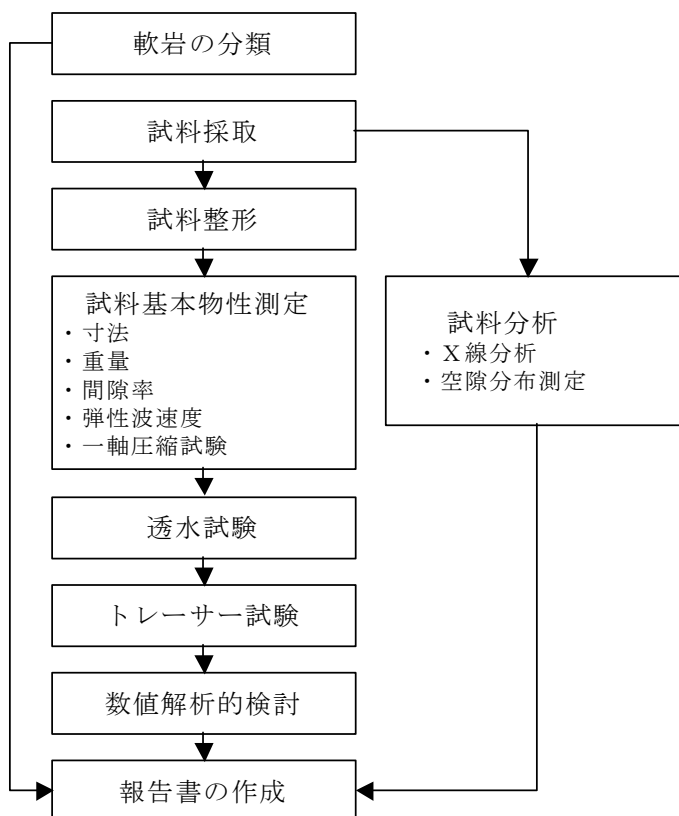 軟岩の分類
試料採取
試料整形
試料基本物性測定
・寸法
・重量
・間隙率
・弾性波速度
・一軸圧縮試験
試料分析
・Ｘ線分析
・空隙分布測定
透水試験
トレーサー試験
数値解析的検討
報告書の作成